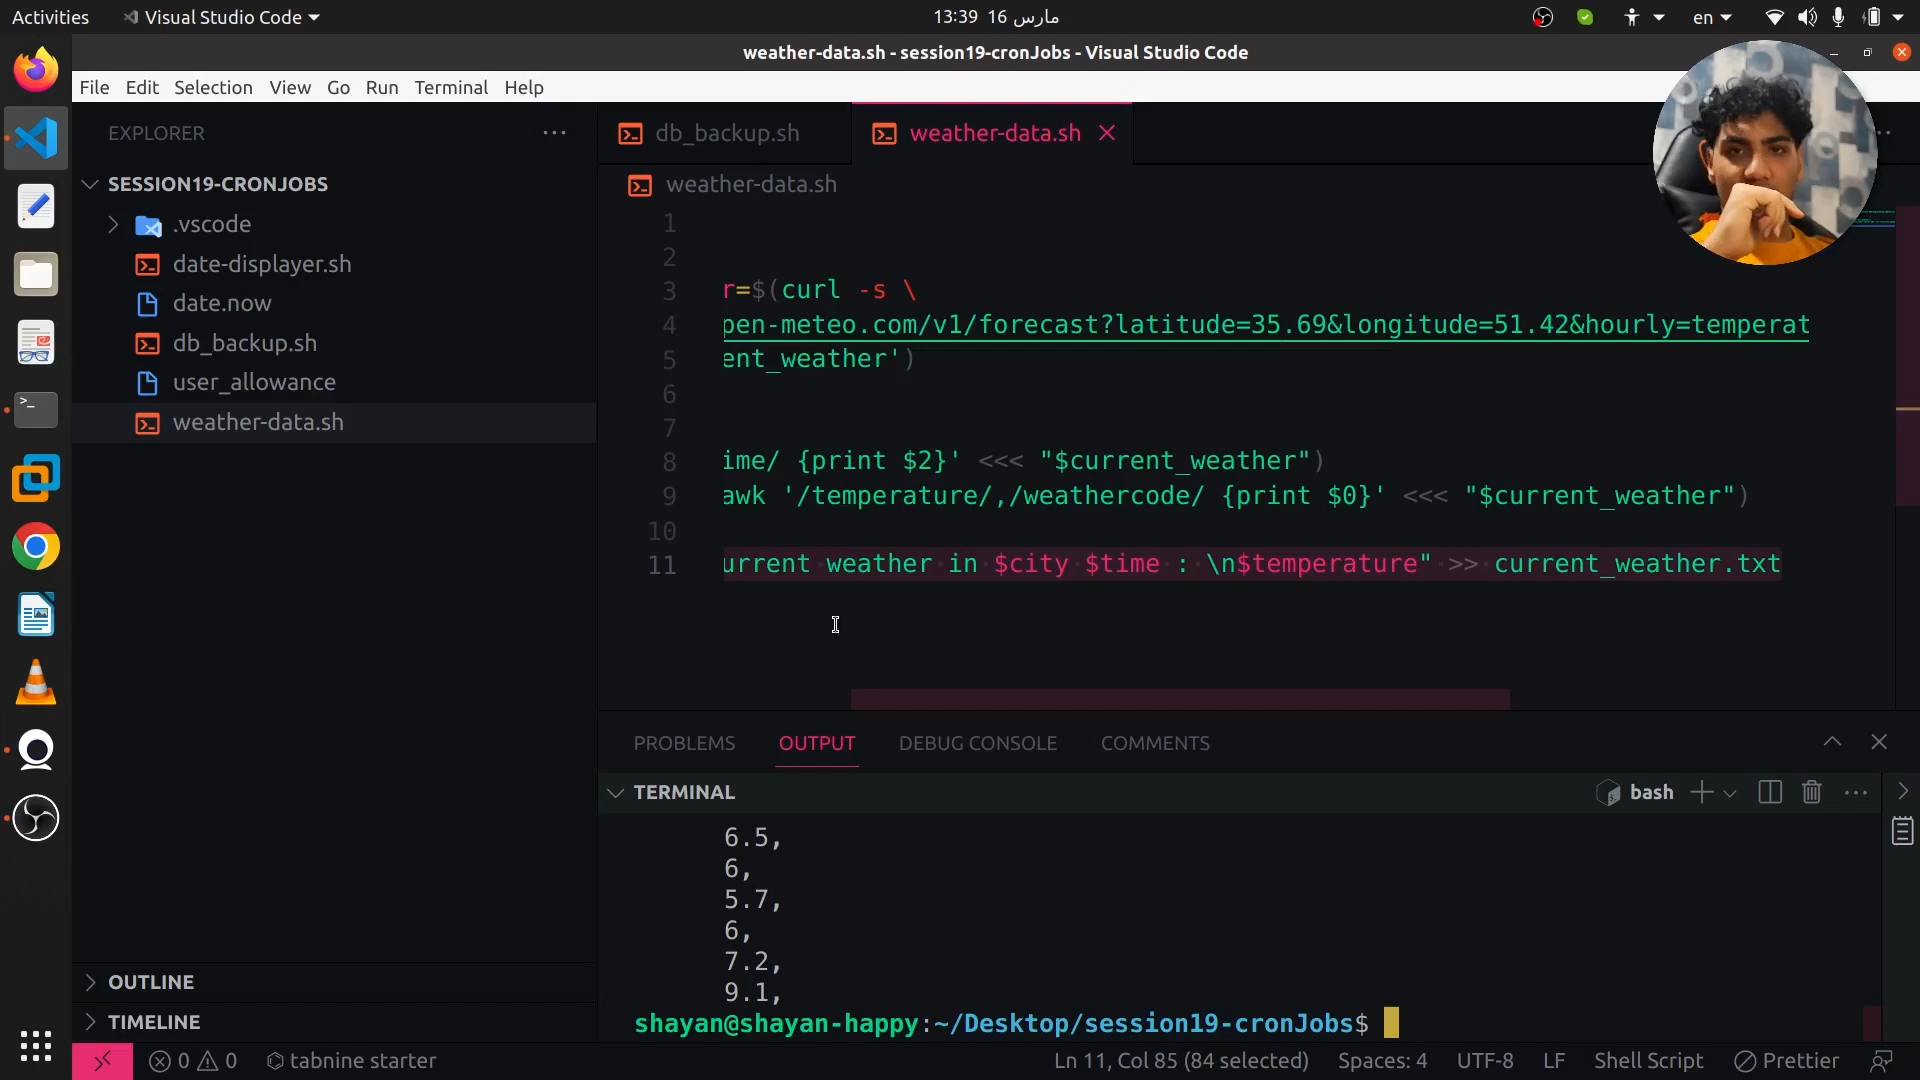 Activities
Visual Studio Code
13:39 16 مارس
en
weather-data.sh - session19-cronJobs - Visual Studio Code
File Edit Selection View Go Run Terminal Help
EXPLORER
SESSION19-CRONJOBS
.vscode
date-displayer.sh
date.now
db_backup.sh
user_allowance
weather-data.sh
OUTLINE
TIMELINE
db_backup.sh
weather-data.sh
weather-data.sh
1
2
3 r=$(curl -s \
4 pen-meteo.com/v1/forecast?latitude=35.69&longitude=51.42&hourly=temperat
5 ent_weather')
6
7
8 ime/ {print $2}' <<< "$current_weather")
9 awk '/temperature/,/weathercode/ {print $0}' <<< "$current_weather")
10
11 urrent weather in $city $time : \n$temperature" >> current_weather.txt
PROBLEMS OUTPUT DEBUG CONSOLE COMMENTS
TERMINAL
bash
6.5,
6,
5.7,
6,
7.2,
9.1,
shayan@shayan-happy:~/Desktop/session19-cronJobs$
0 0 tabnine starter
Ln 11, Col 85 (84 selected) Spaces: 4 UTF-8 LF Shell Script Prettier